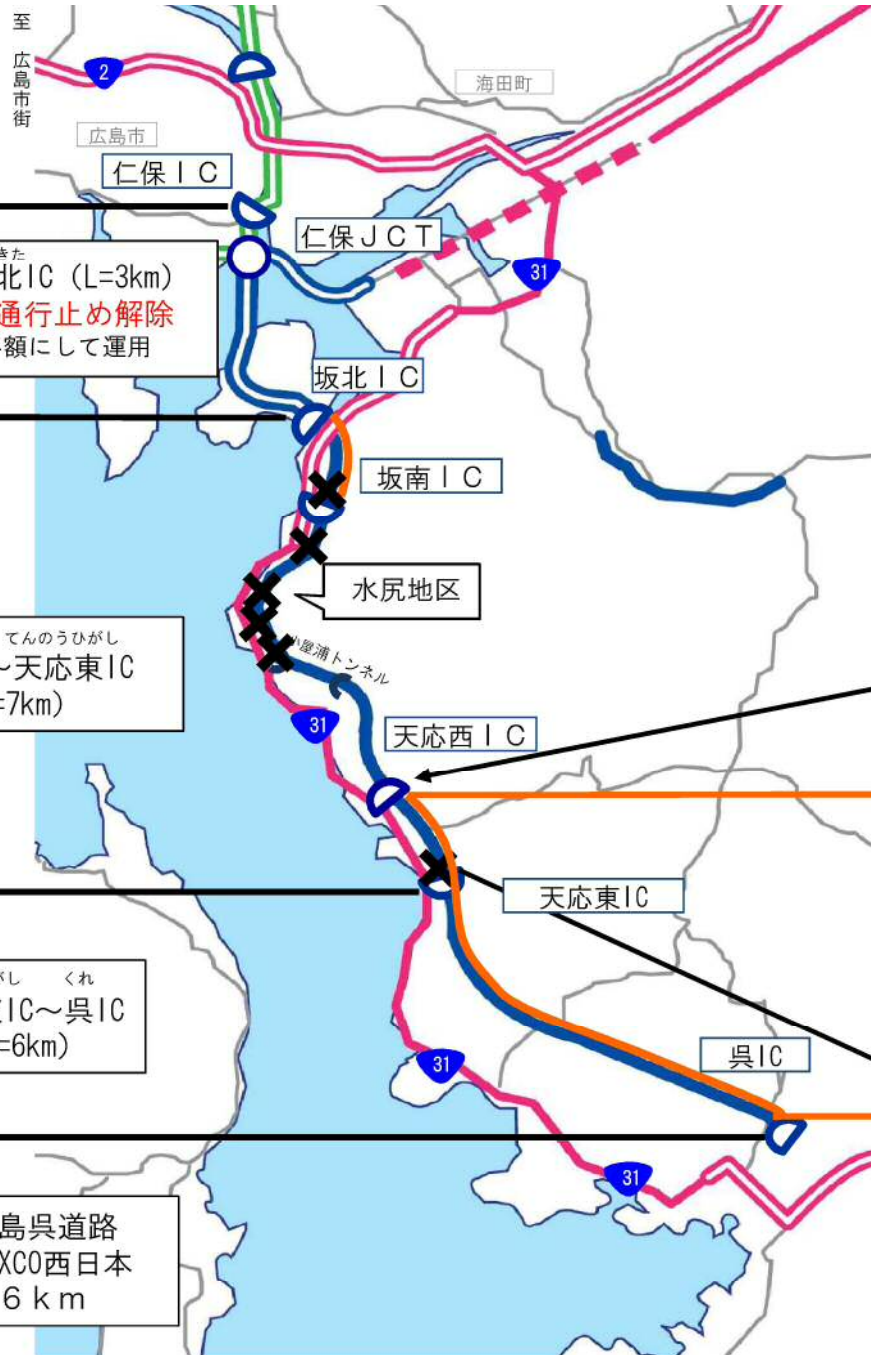 至 広島市街
2
海田町
広島市
仁保IC
仁保JCT
きた
北IC (L=3km)
通行止め解除
額にして運用
31
坂北IC
坂南IC
水尻地区
小屋浦トンネル
てんのうひがし
～天応東IC
=7km)
31
天応西IC
天応東IC
くれ
IC～呉IC
=6km)
呉IC
31
31
島呉道路
XCO西日本
6km